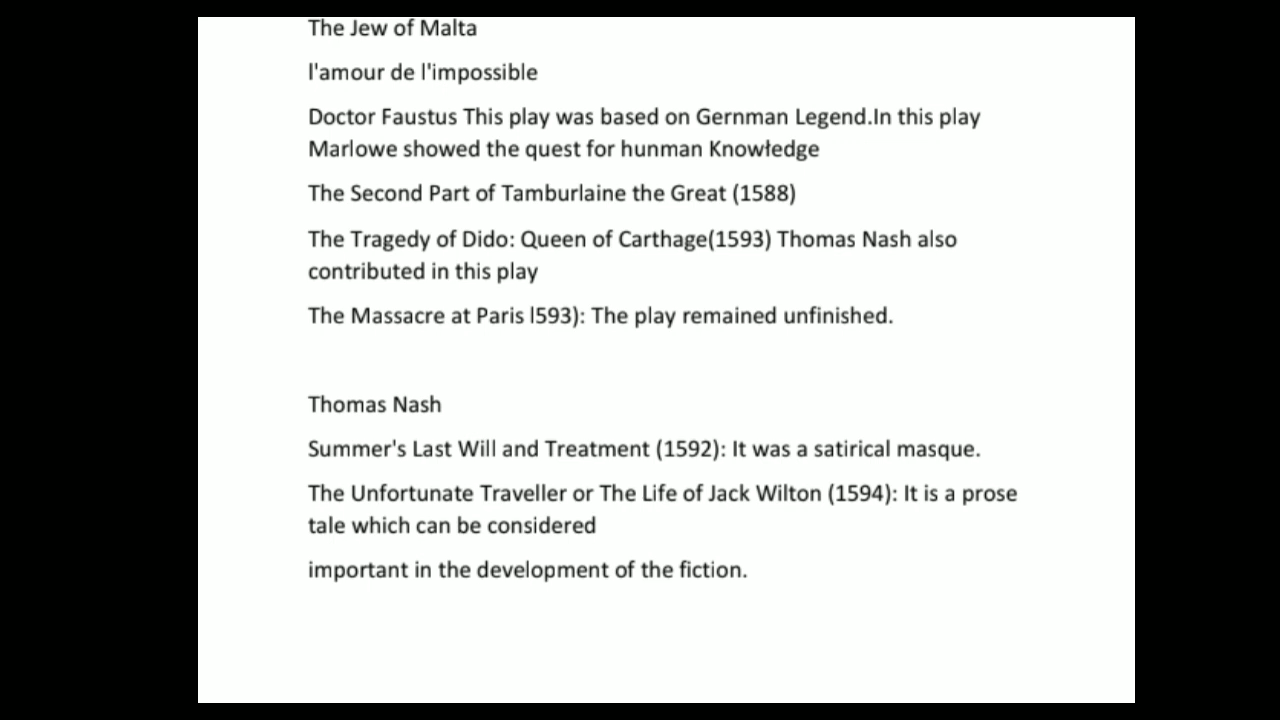 The Jew of Malta
l'amour de l'impossible
Doctor Faustus This play was based on Gernman Legend.In this play
Marlowe showed the quest for hunman Knowłedge
The Second Part of Tamburlaine the Great (1588)
The Tragedy of Dido: Queen of Carthage(1593) Thomas Nash also
contributed in this play
The Massacre at Paris l593): The play remained unfinished.
Thomas Nash
Summer's Last Will and Treatment (1592): It was a satirical masque.
The Unfortunate Traveller or The Life of Jack Wilton (1594): It is a prose
tale which can be considered
important in the development of the fiction.